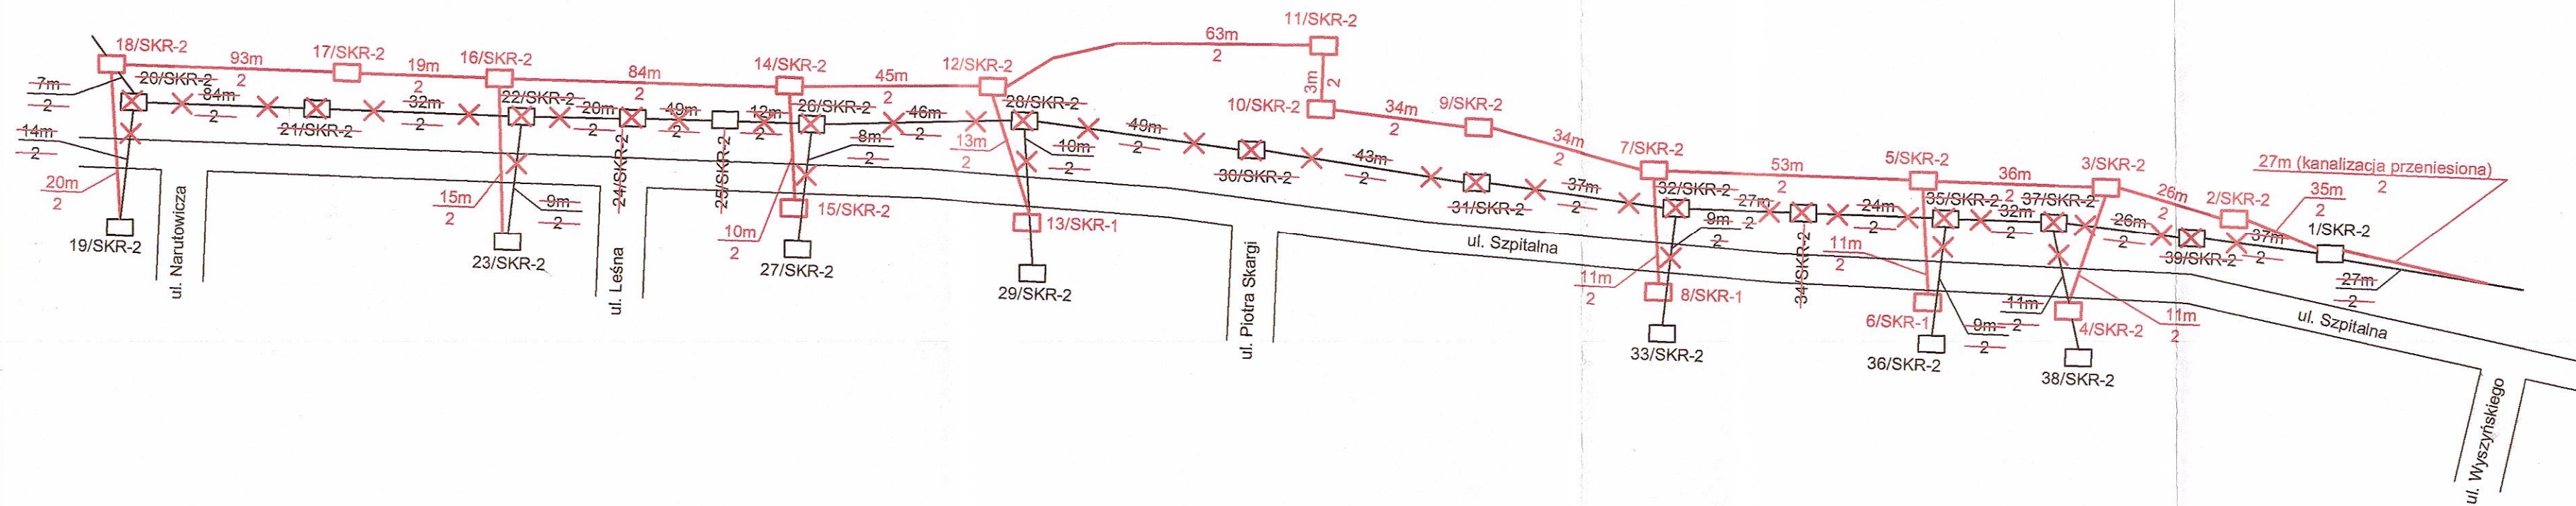 11/SKR-2
63m
2
18/SKR-2
93m
2
17/SKR-2
19m
2
16/SKR-2
84m
2
14/SKR-2
45m
2
12/SKR-2
3m
2
10/SKR-2
34m
2
9/SKR-2
34m
2
7/SKR-2
53m
2
5/SKR-2
36m
2
3/SKR-2
26m
2
2/SKR-2
35m
2
27m (kanalizacja przeniesiona)
2
1/SKR-2
7m
2
20/SKR-2
84m
2
21/SKR-2
32m
2
22/SKR-2
20m
2
24/SKR-2
49m
2
25/SKR-2
12m
2
26/SKR-2
46m
2
28/SKR-2
49m
2
30/SKR-2
43m
2
31/SKR-2
37m
2
32/SKR-2
27m
2
34/SKR-2
24m
2
35/SKR-2
32m
2
37/SKR-2
26m
2
39/SKR-2
37m
2
27m
2
14m
2
20m
2
19/SKR-2
ul. Narutowicza
15m
2
9m
2
23/SKR-2
ul. Leśna
8m
2
10m
2
15/SKR-2
27/SKR-2
13m
2
10m
2
13/SKR-1
29/SKR-2
ul. Piotra Skargi
ul. Szpitalna
9m
2
11m
2
8/SKR-1
33/SKR-2
11m
2
6/SKR-1
9m
2
36/SKR-2
11m
2
11m
2
4/SKR-2
38/SKR-2
ul. Szpitalna
ul. Wyszyńskiego